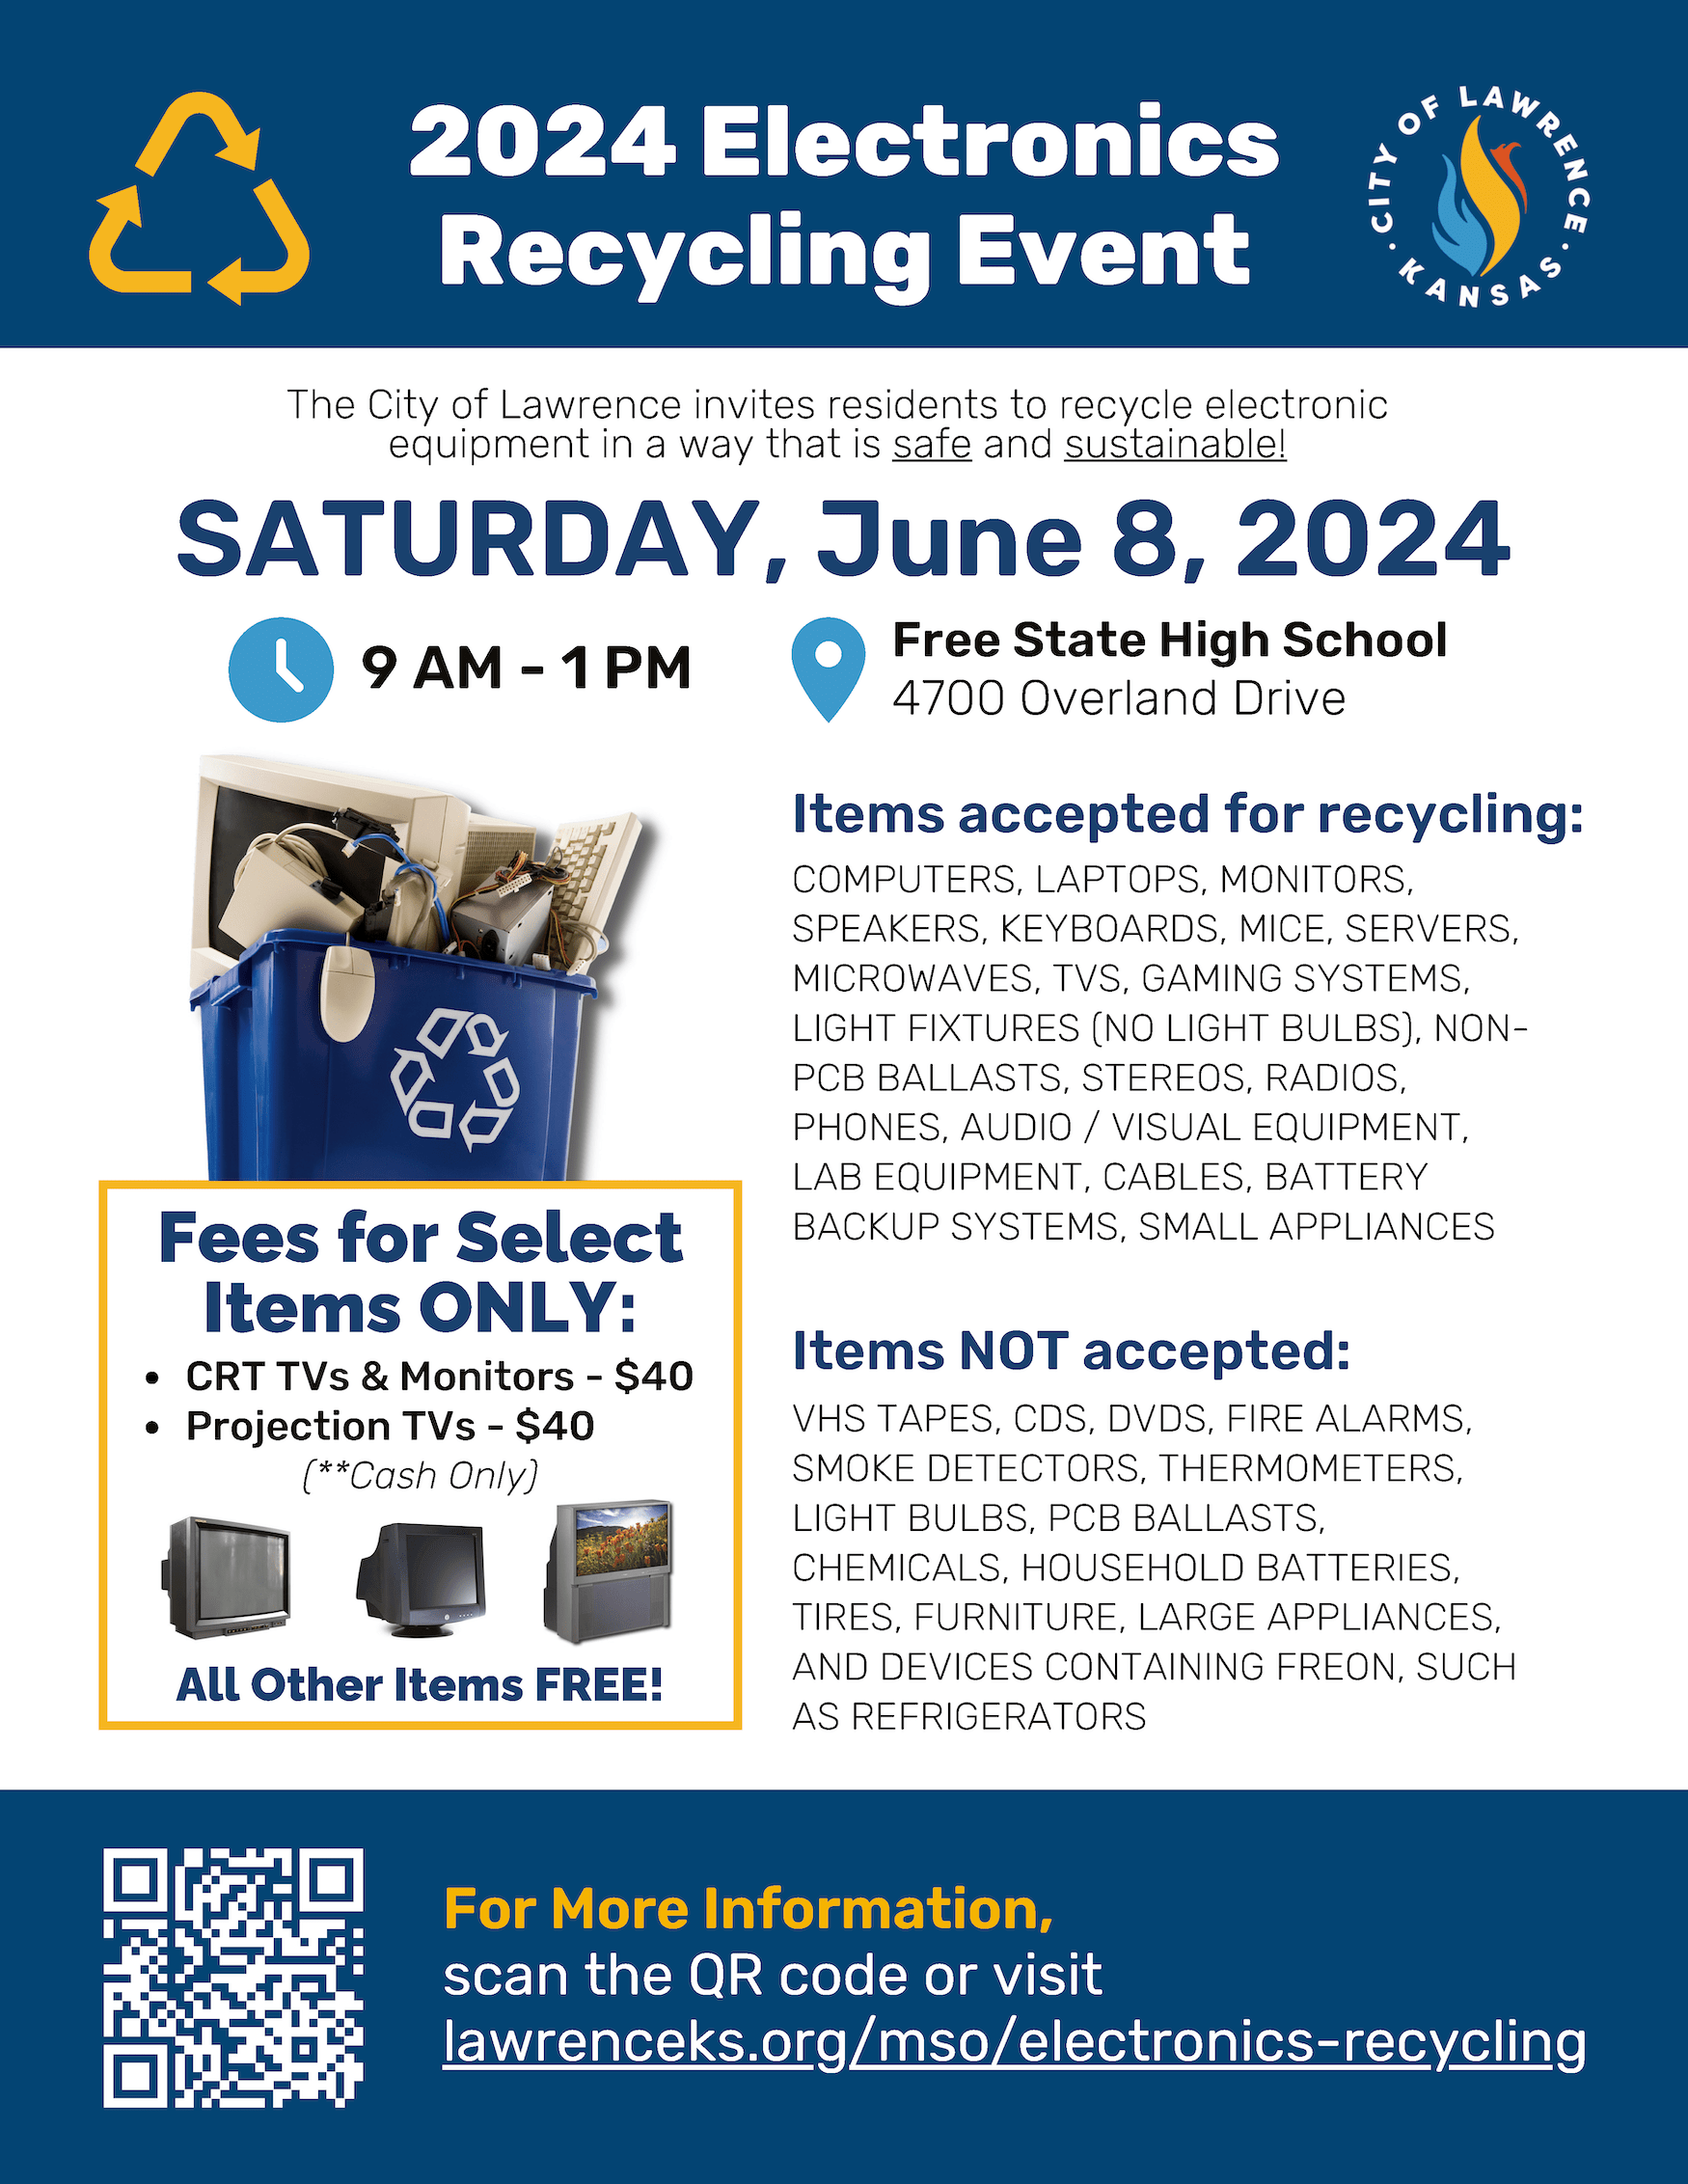 2024 Electronics
Recycling Event
CITY OF LAWRENCE · KANSAS ·
The City of Lawrence invites residents to recycle electronic
equipment in a way that is safe and sustainable!
SATURDAY, June 8, 2024
9 AM - 1 PM
Free State High School
4700 Overland Drive
Items accepted for recycling:
COMPUTERS, LAPTOPS, MONITORS,
SPEAKERS, KEYBOARDS, MICE, SERVERS,
MICROWAVES, TVS, GAMING SYSTEMS,
LIGHT FIXTURES (NO LIGHT BULBS), NON-
PCB BALLASTS, STEREOS, RADIOS,
PHONES, AUDIO / VISUAL EQUIPMENT,
LAB EQUIPMENT, CABLES, BATTERY
BACKUP SYSTEMS, SMALL APPLIANCES
Fees for Select
Items ONLY:
• CRT TVs & Monitors - $40
• Projection TVs - $40
(**Cash Only)
All Other Items FREE!
Items NOT accepted:
VHS TAPES, CDS, DVDS, FIRE ALARMS,
SMOKE DETECTORS, THERMOMETERS,
LIGHT BULBS, PCB BALLASTS,
CHEMICALS, HOUSEHOLD BATTERIES,
TIRES, FURNITURE, LARGE APPLIANCES,
AND DEVICES CONTAINING FREON, SUCH
AS REFRIGERATORS
For More Information,
scan the QR code or visit
lawrenceks.org/mso/electronics-recycling